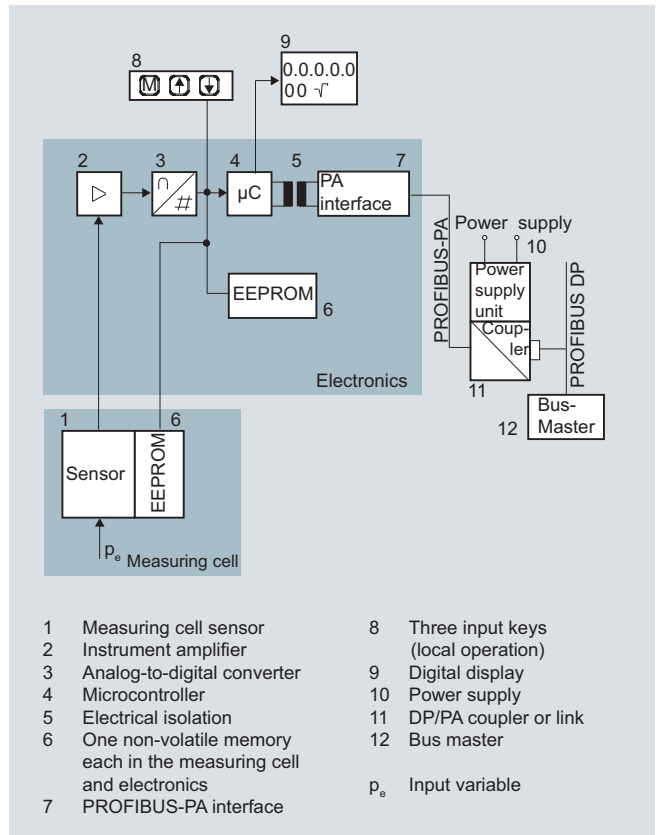 9
8
0.0.0.0.0
00 √
M
2
3
4
5
7
µC
PA
interface
∩
#
Power supply
10
PROFIBUS-PA
Power
supply
unit
PROFIBUS DP
EEPROM
6
Coup-
ler
Electronics
11
Bus-
Master
12
1
6
Sensor
EEPROM
pe
Measuring cell
1 Measuring cell sensor
2 Instrument amplifier
3 Analog-to-digital converter
4 Microcontroller
5 Electrical isolation
6 One non-volatile memory
each in the measuring cell
and electronics
7 PROFIBUS-PA interface
8 Three input keys
(local operation)
9 Digital display
10 Power supply
11 DP/PA coupler or link
12 Bus master
pe Input variable